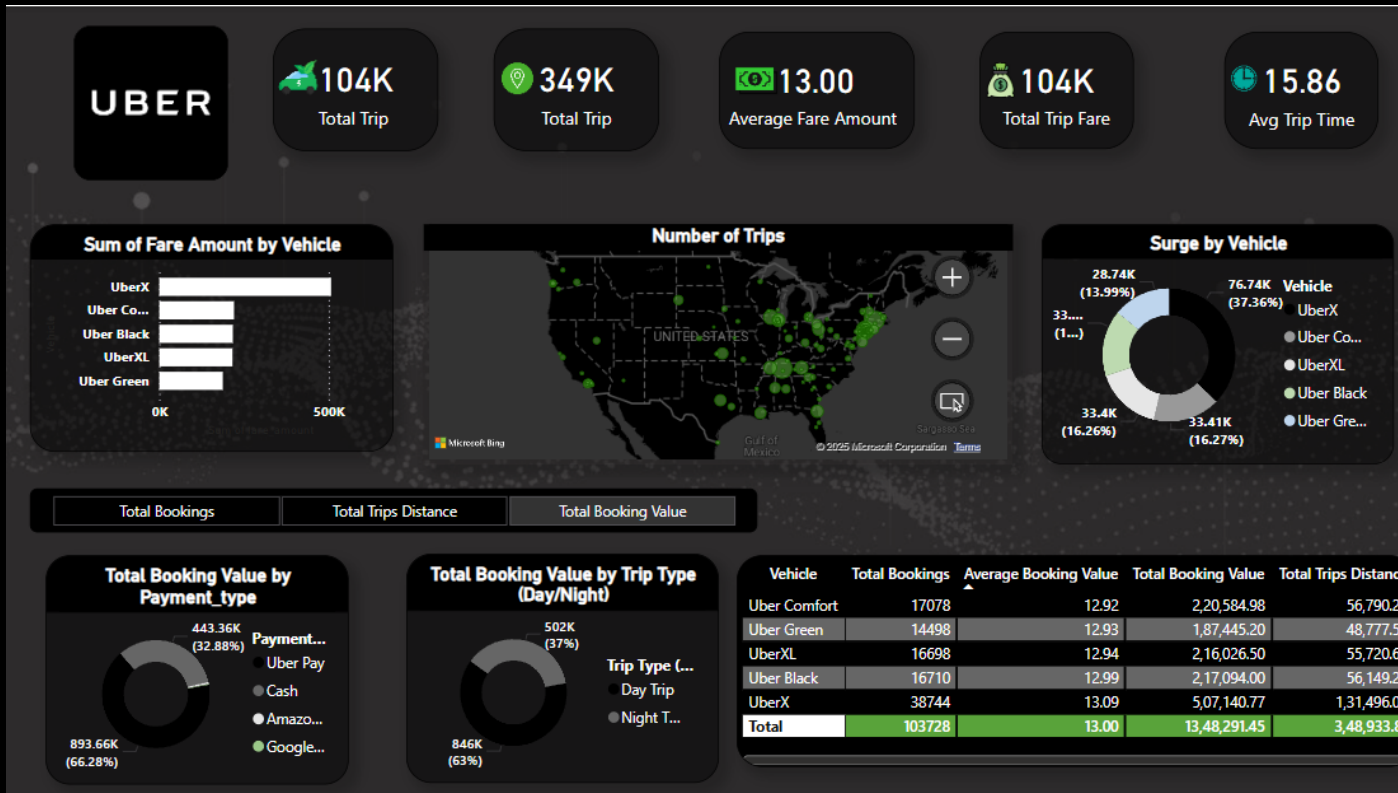 UBER
104K
Total Trip
349K
Total Trip
13.00
Average Fare Amount
104K
Total Trip Fare
15.86
Avg Trip Time
Sum of Fare Amount by Vehicle
UberX
Uber Co...
Uber Black
UberXL
Uber Green
0K
500K
Number of Trips
UNITED STATES
Gulf of
Mexico
Sargasso Sea
Microsoft Bing
© 2025 Microsoft Corporation Terms
Surge by Vehicle
28.74K
(13.99%)
76.74K
(37.36%)
33....
(1...)
33.4K
(16.26%)
33.41K
(16.27%)
Vehicle
UberX
Uber Co...
UberXL
Uber Black
Uber Gre...
Total Bookings
Total Trips Distance
Total Booking Value
Total Booking Value by
Payment_type
443.36K
(32.88%)
893.66K
(66.28%)
Payment...
Uber Pay
Cash
Amazo...
Google...
Total Booking Value by Trip Type
(Day/Night)
502K
(37%)
846K
(63%)
Trip Type (...
Day Trip
Night T...
Vehicle Total Bookings Average Booking Value Total Booking Value Total Trips Distanc
Uber Comfort 17078 12.92 2,20,584.98 56,790.2
Uber Green 14498 12.93 1,87,445.20 48,777.5
UberXL 16698 12.94 2,16,026.50 55,720.6
Uber Black 16710 12.99 2,17,094.00 56,149.2
UberX 38744 13.09 5,07,140.77 1,31,496.0
Total 103728 13.00 13,48,291.45 3,48,933.8